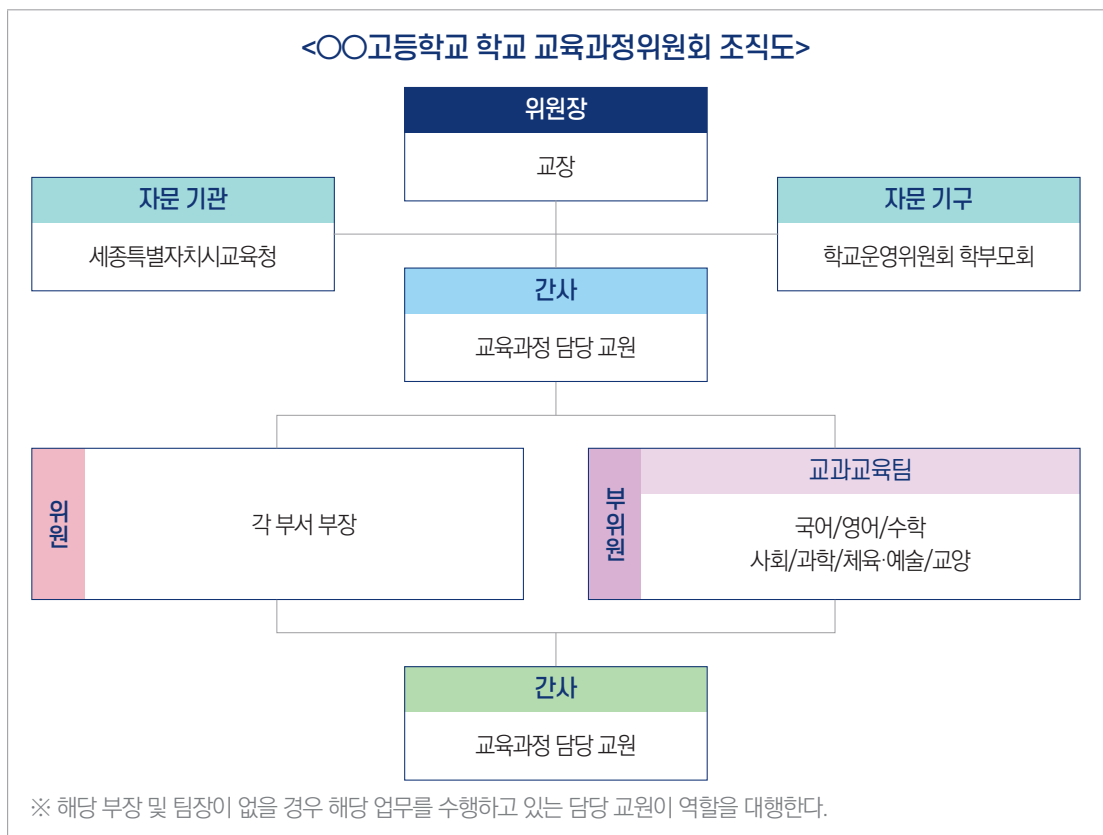 <○○고등학교 학교 교육과정위원회 조직도>
위원장
교장
자문 기관
세종특별자치시교육청
자문 기구
학교운영위원회 학부모회
간사
교육과정 담당 교원
위원
각 부서 부장
부위원
교과교육팀
국어/영어/수학
사회/과학/체육·예술/교양
간사
교육과정 담당 교원
※ 해당 부장 및 팀장이 없을 경우 해당 업무를 수행하고 있는 담당 교원이 역할을 대행한다.